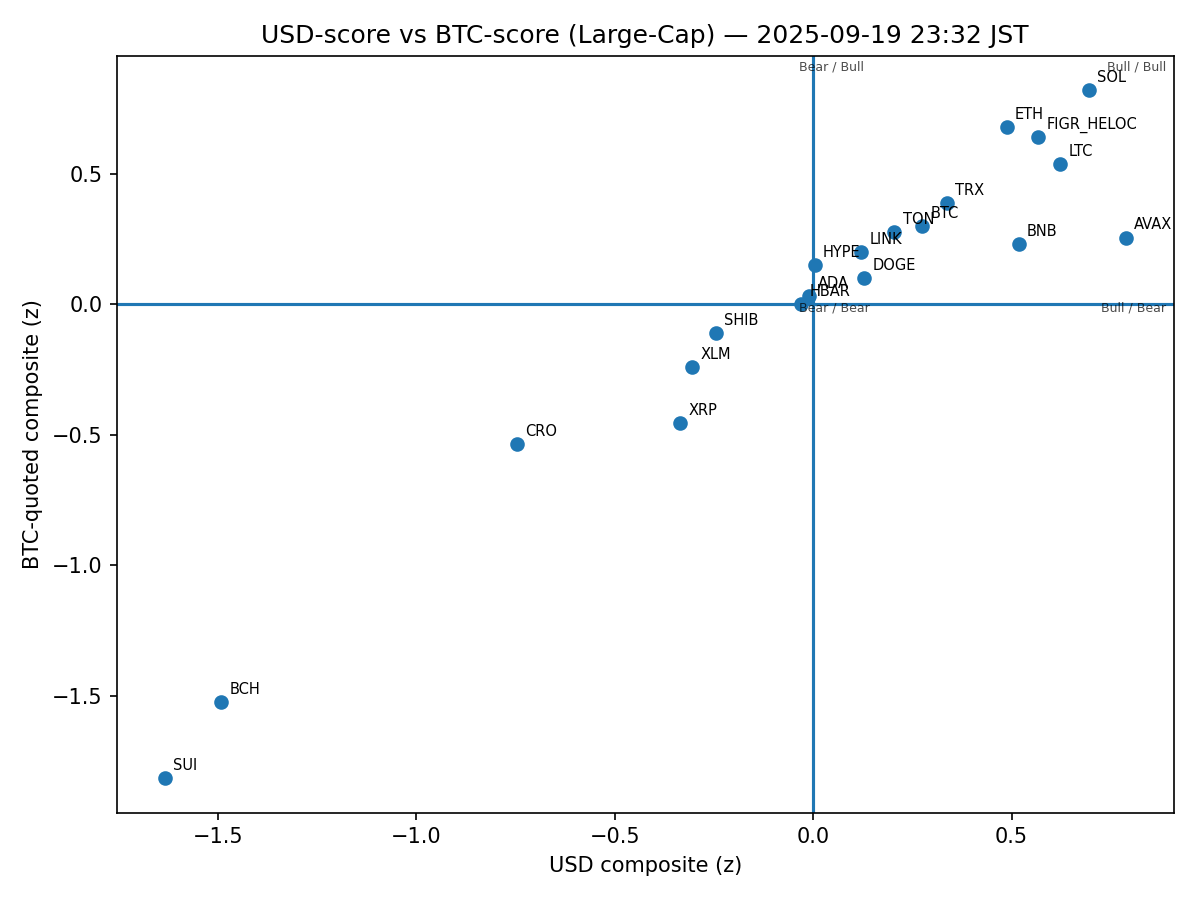 USD-score vs BTC-score (Large-Cap) — 2025-09-19 23:32 JST
Bear / Bull
Bull / Bull
SOL
ETH
FIGR_HELOC
LTC
TRX
BTC
TON
BNB
AVAX
LINK
HYPE
DOGE
ADA
HBAR
Bear / Bear
Bull / Bear
SHIB
XLM
XRP
CRO
BCH
SUI
0.5
0.0
−0.5
−1.0
−1.5
BTC-quoted composite (z)
−1.5
−1.0
−0.5
0.0
0.5
USD composite (z)